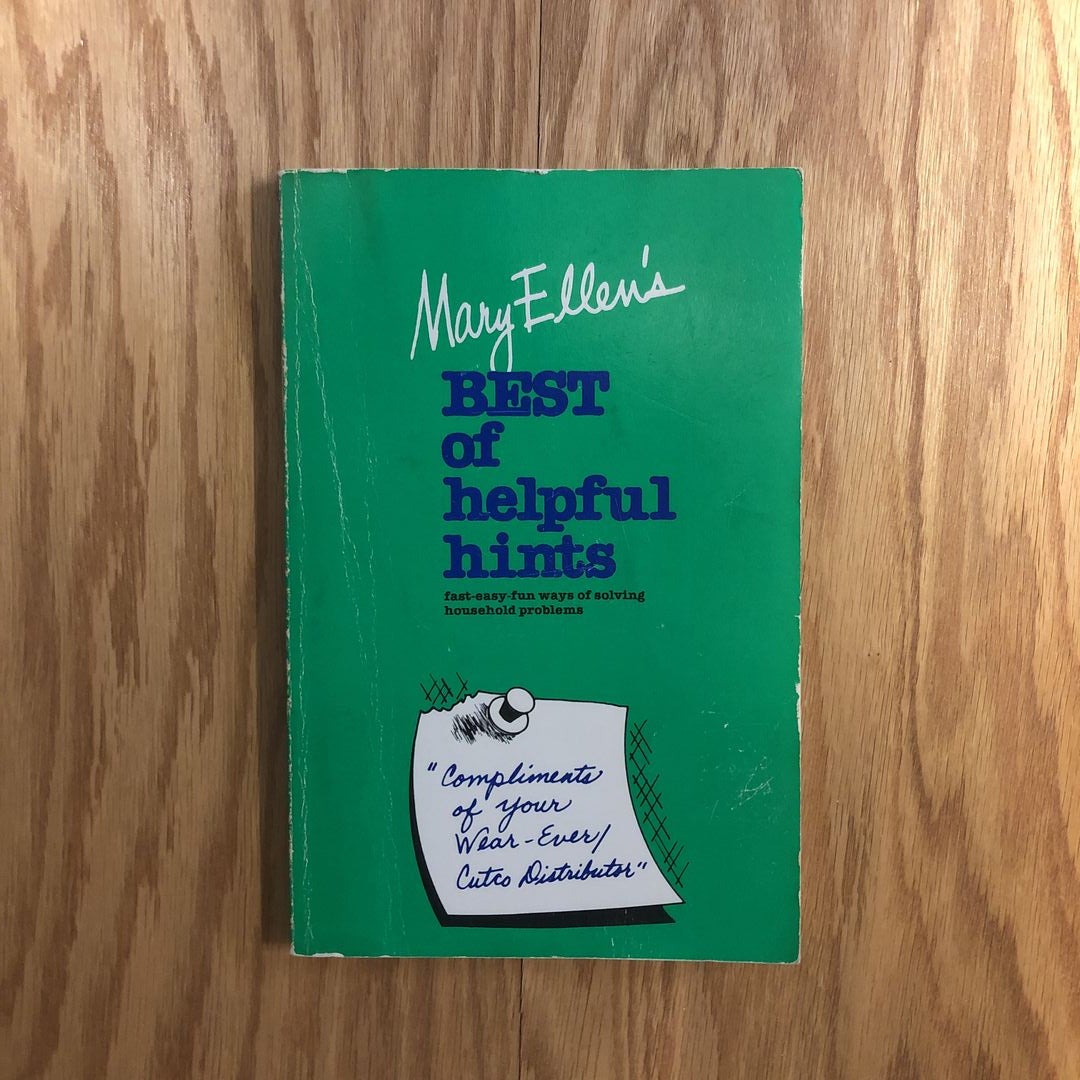 Mary Ellen's
BEST
of
helpful
hints
fast-easy-fun ways of solving
household problems
"Compliments
of your
Wear-Ever/
Cutco Distributor"